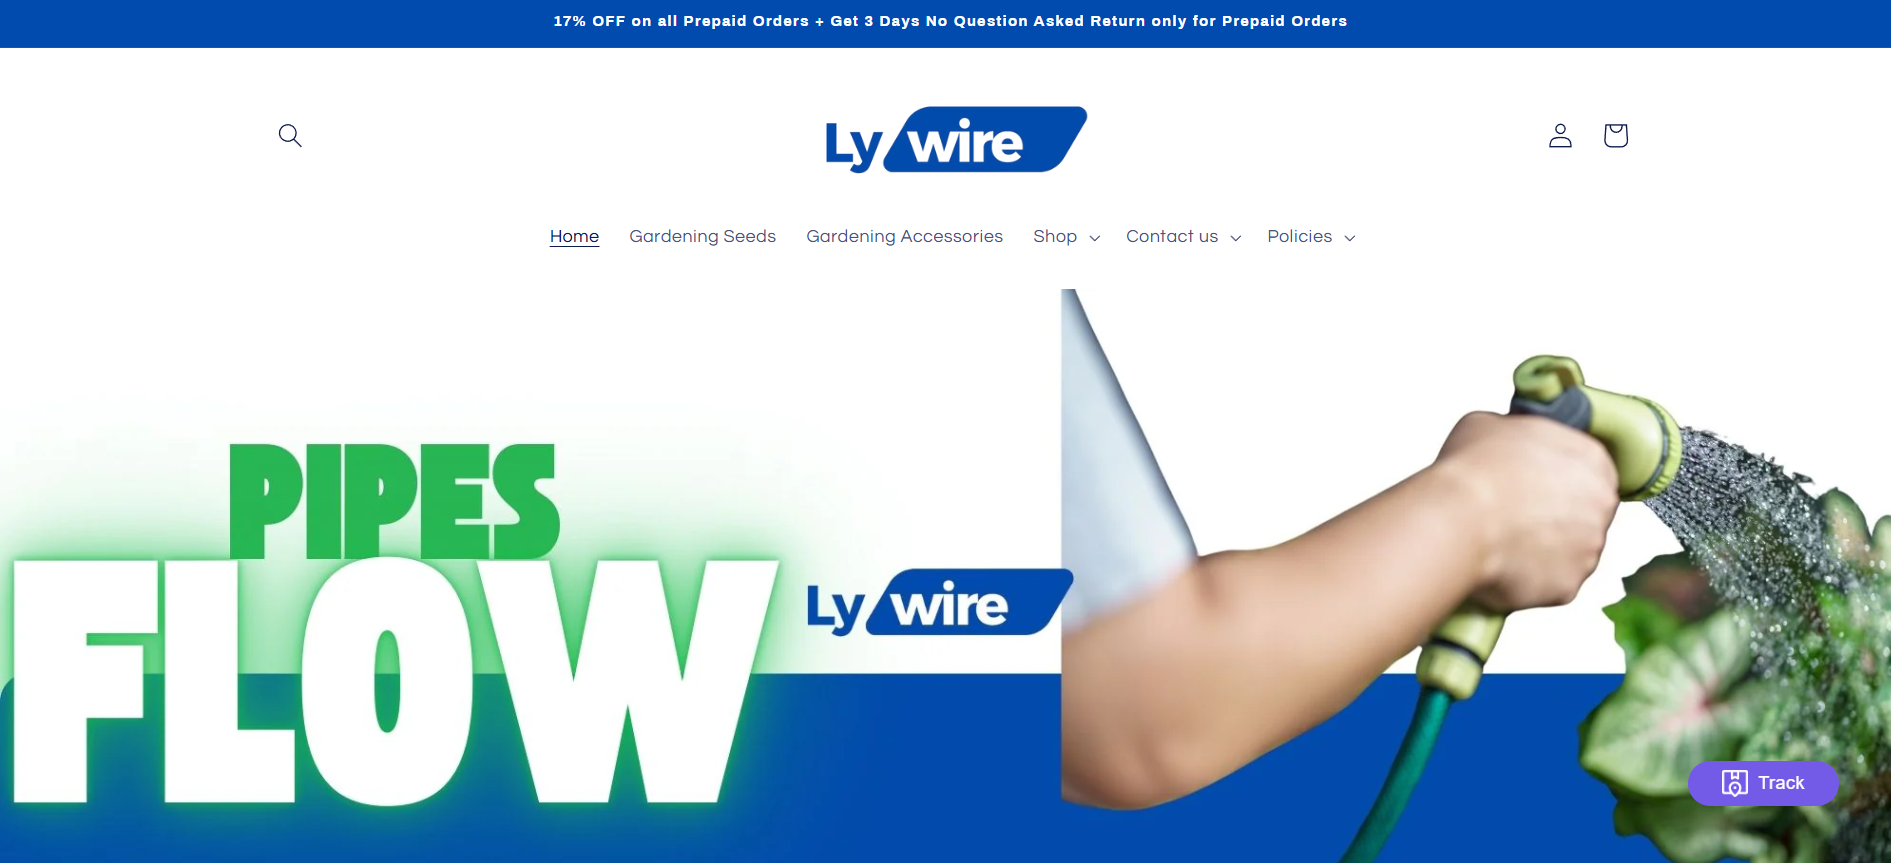 17% OFF on all Prepaid Orders + Get 3 Days No Question Asked Return only for Prepaid Orders
Ly wire
Home Gardening Seeds Gardening Accessories Shop Contact us Policies
PIPES
FLOW
Ly wire
Track